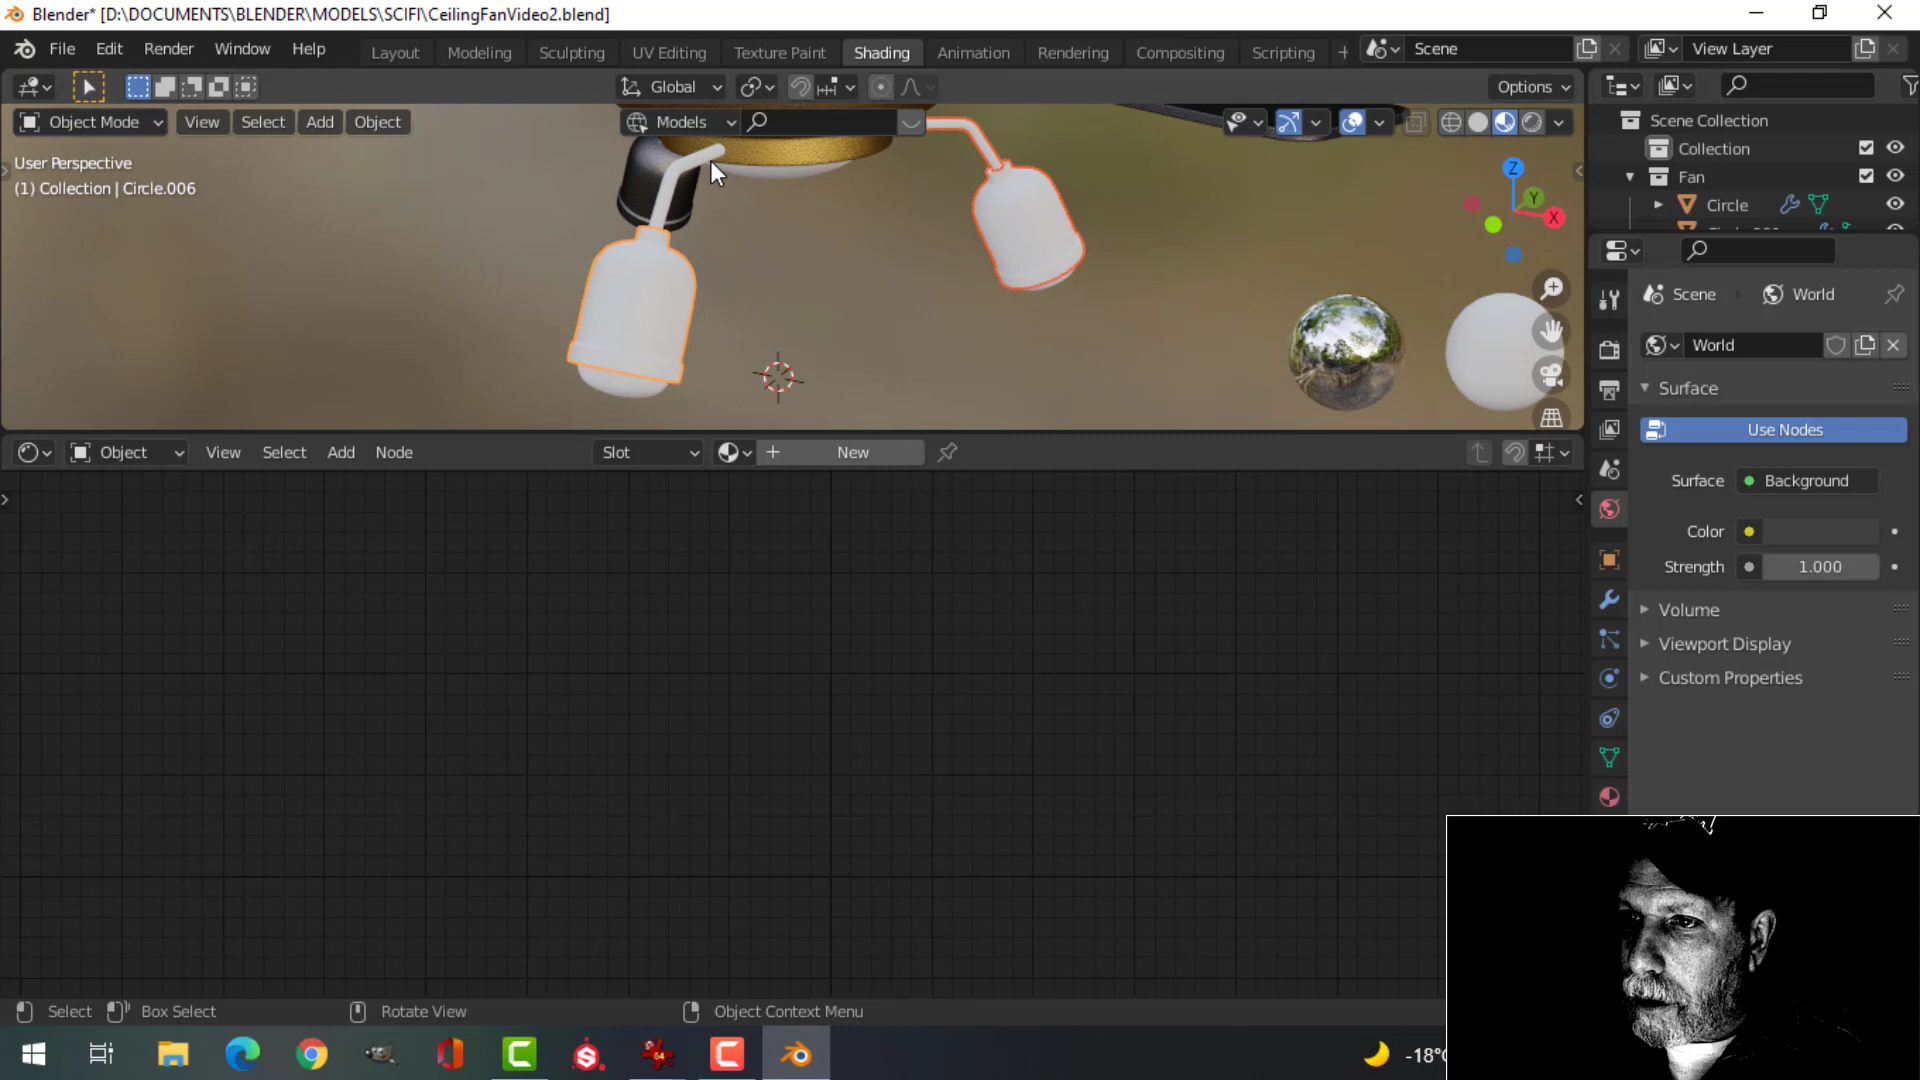 Blender* [D:\DOCUMENTS\BLENDER\MODELS\SCIFI\CeilingFanVideo2.blend]
File Edit Render Window Help Layout Modeling Sculpting UV Editing Texture Paint Shading Animation Rendering Compositing Scripting + Scene View Layer
Global Options
Object Mode View Select Add Object Models
Scene Collection
User Perspective
(1) Collection | Circle.006
Collection
Fan
Circle
Z
Y
X
Scene World
World
Surface
Use Nodes
Object View Select Add Node Slot New
Surface Background
Color
Strength 1.000
Volume
Viewport Display
Custom Properties
Select Box Select Rotate View Object Context Menu
-18°